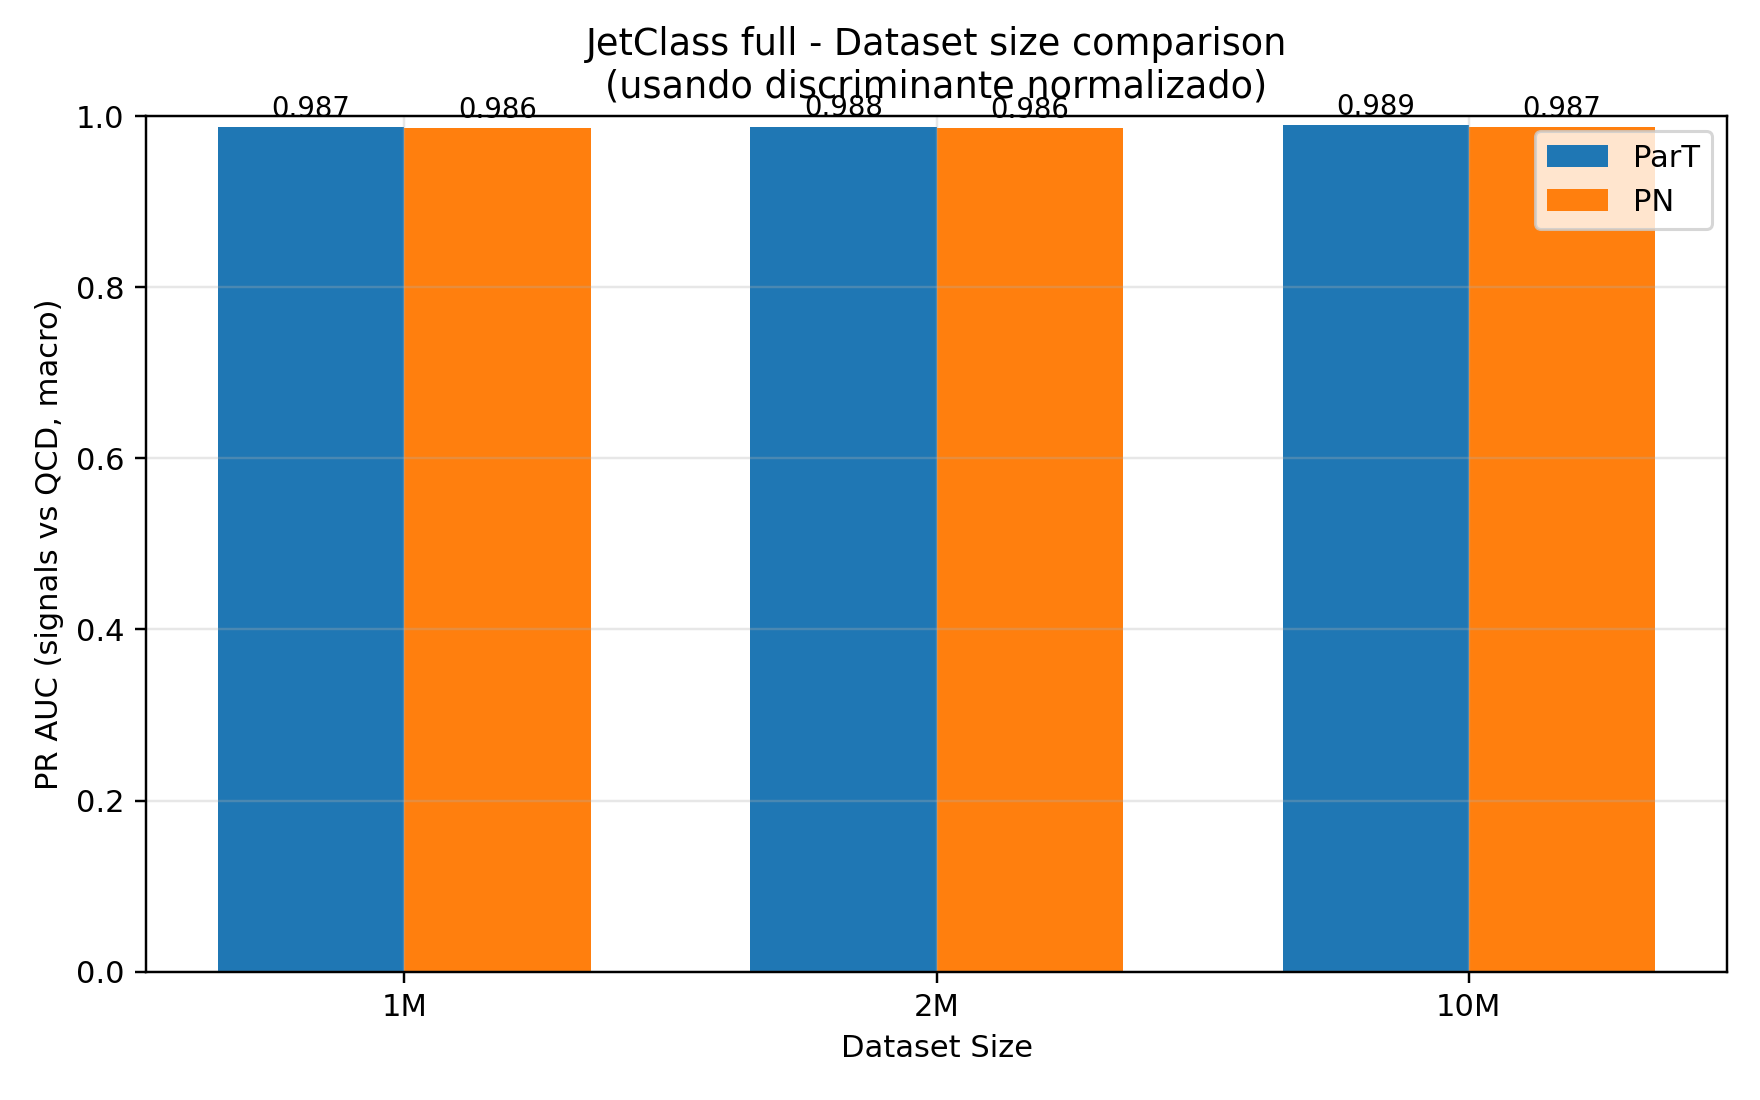 JetClass full - Dataset size comparison
(usando discriminante normalizado)
0.987
0.986
0.988
0.986
0.989
0.987
ParT
PN
PR AUC (signals vs QCD, macro)
1.0
0.8
0.6
0.4
0.2
0.0
1M
2M
10M
Dataset Size